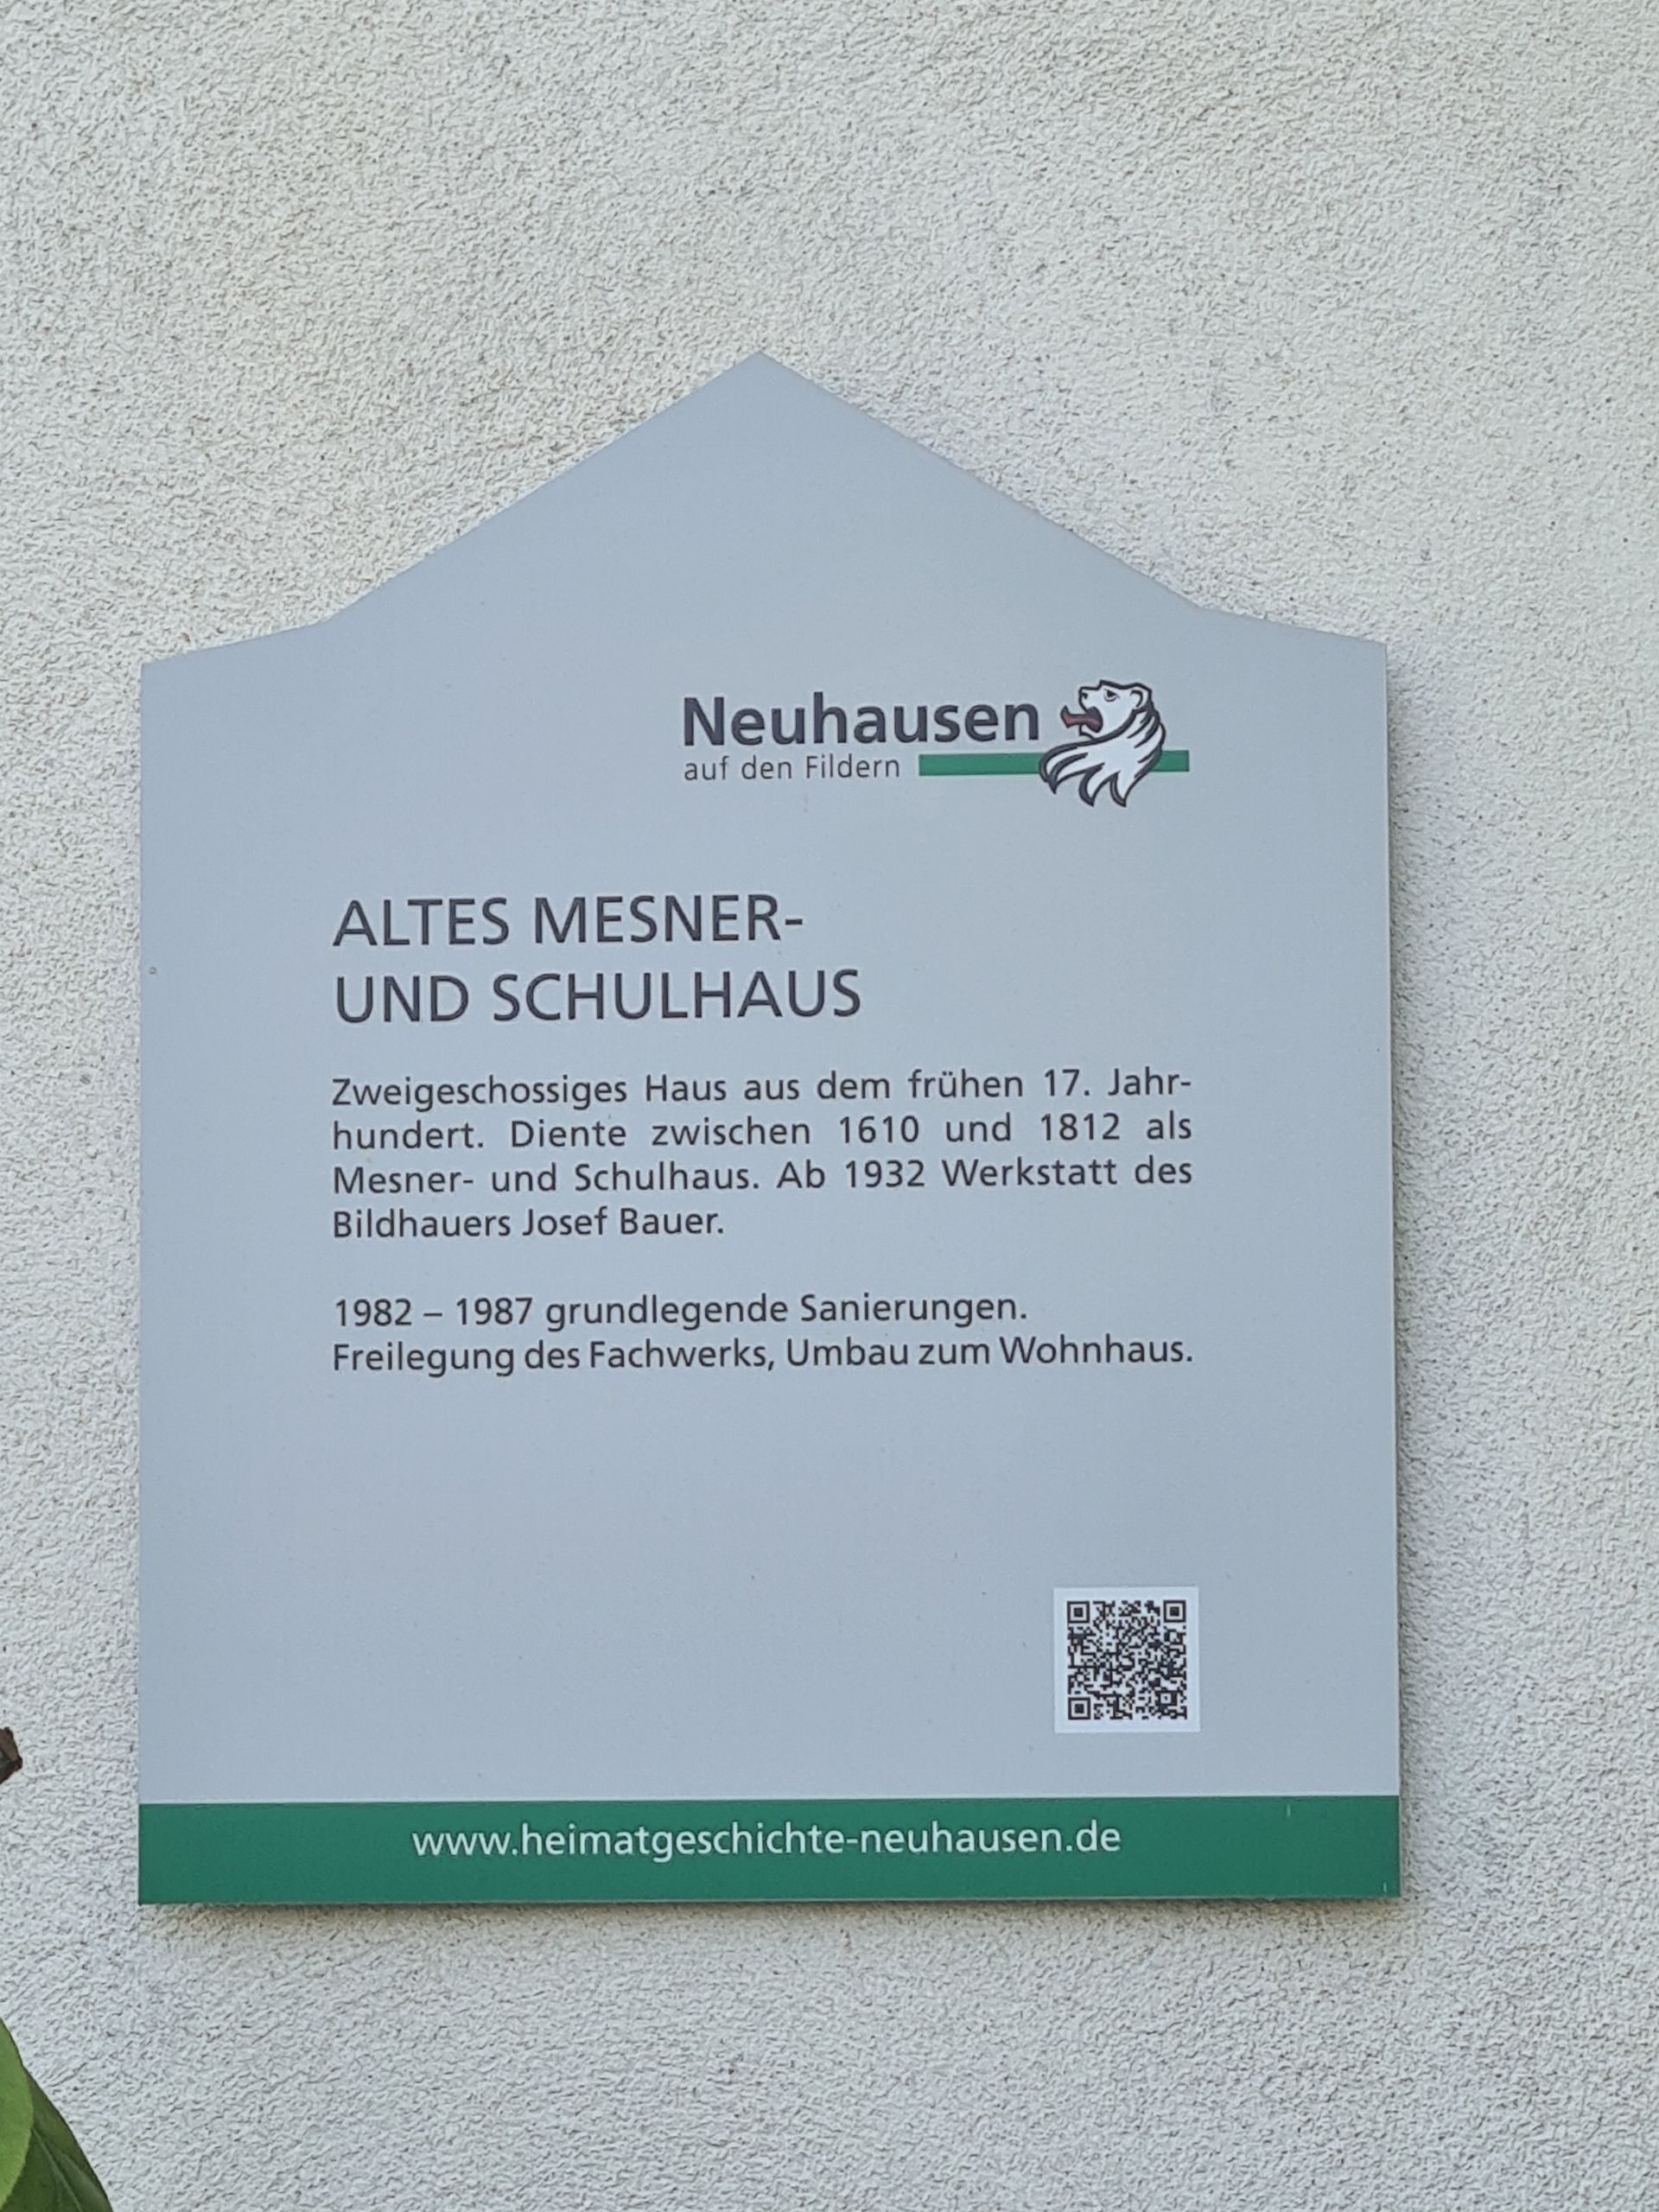 Neuhausen
auf den Fildern
ALTES MESNER-
UND SCHULHAUS
Zweigeschossiges Haus aus dem frühen 17. Jahr-
hundert. Diente zwischen 1610 und 1812 als
Mesner- und Schulhaus. Ab 1932 Werkstatt des
Bildhauers Josef Bauer.
1982 – 1987 grundlegende Sanierungen.
Freilegung des Fachwerks, Umbau zum Wohnhaus.
www.heimatgeschichte-neuhausen.de